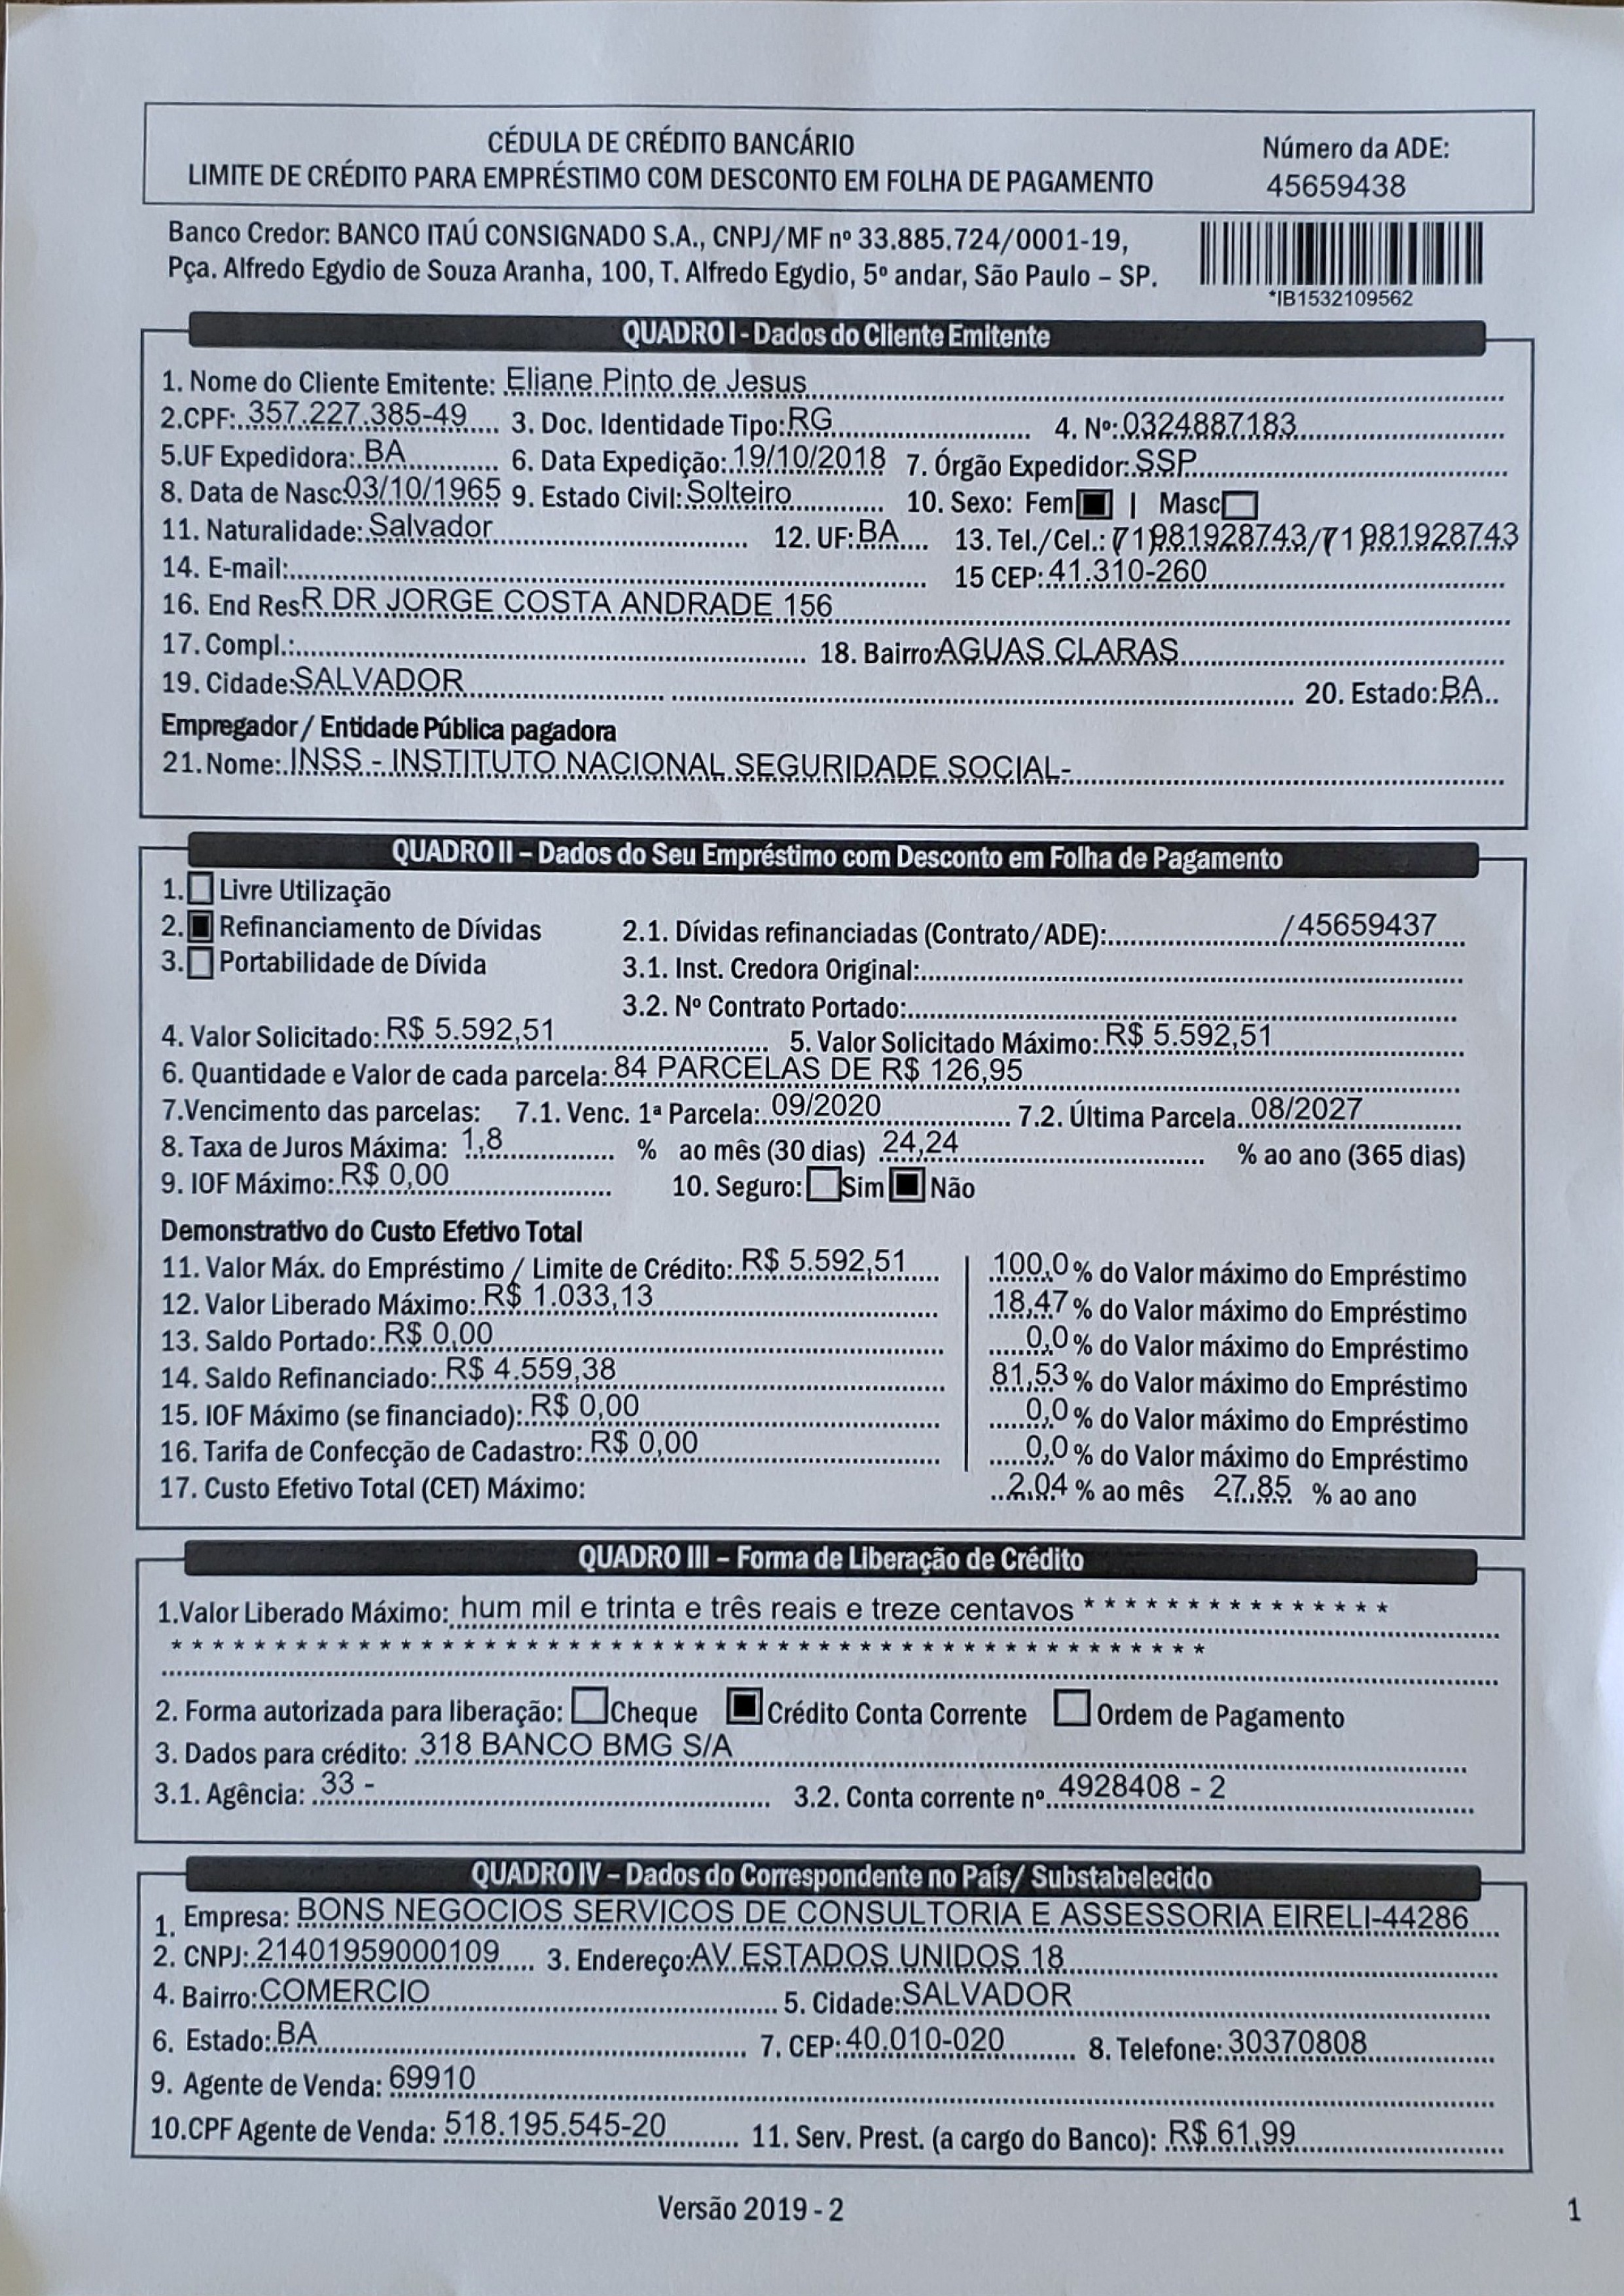 CÉDULA DE CRÉDITO BANCÁRIO
LIMITE DE CRÉDITO PARA EMPRÉSTIMO COM DESCONTO EM FOLHA DE PAGAMENTO
Número da ADE:
45659438
Banco Credor: BANCO ITAÚ CONSIGNADO S.A., CNPJ/MF nº 33.885.724/0001-19,
Pça. Alfredo Egydio de Souza Aranha, 100, T. Alfredo Egydio, 5º andar, São Paulo – SP.
*IB1532109562
QUADRO I - Dados do Cliente Emitente
1. Nome do Cliente Emitente: Eliane Pinto de Jesus
2.CPF: 357.227.385-49 3. Doc. Identidade Tipo: RG 4. Nº: 0324887183
5.UF Expedidora: BA 6. Data Expedição: 19/10/2018 7. Órgão Expedidor: SSP
8. Data de Nasc: 03/10/1965 9. Estado Civil: Solteiro 10. Sexo: Fem | Masc
11. Naturalidade: Salvador 12. UF: BA 13. Tel./Cel.: (71)981928743/(71)981928743
14. E-mail: 15 CEP: 41.310-260
16. End Res R DR JORGE COSTA ANDRADE 156
17. Compl.: 18. Bairro: AGUAS CLARAS
19. Cidade: SALVADOR 20. Estado: BA
Empregador / Entidade Pública pagadora
21. Nome: INSS - INSTITUTO NACIONAL SEGURIDADE SOCIAL-
QUADRO II – Dados do Seu Empréstimo com Desconto em Folha de Pagamento
1. Livre Utilização
2. Refinanciamento de Dívidas 2.1. Dívidas refinanciadas (Contrato/ADE): /45659437
3. Portabilidade de Dívida 3.1. Inst. Credora Original:
3.2. Nº Contrato Portado:
4. Valor Solicitado: R$ 5.592,51 5. Valor Solicitado Máximo: R$ 5.592,51
6. Quantidade e Valor de cada parcela: 84 PARCELAS DE R$ 126,95
7.Vencimento das parcelas: 7.1. Venc. 1ª Parcela: 09/2020 7.2. Última Parcela 08/2027
8. Taxa de Juros Máxima: 1,8 % ao mês (30 dias) 24,24 % ao ano (365 dias)
9. IOF Máximo: R$ 0,00 10. Seguro: Sim Não
Demonstrativo do Custo Efetivo Total
11. Valor Máx. do Empréstimo / Limite de Crédito: R$ 5.592,51 100,0 % do Valor máximo do Empréstimo
12. Valor Liberado Máximo: R$ 1.033,13 18,47 % do Valor máximo do Empréstimo
13. Saldo Portado: R$ 0,00 0,0 % do Valor máximo do Empréstimo
14. Saldo Refinanciado: R$ 4.559,38 81,53 % do Valor máximo do Empréstimo
15. IOF Máximo (se financiado): R$ 0,00 0,0 % do Valor máximo do Empréstimo
16. Tarifa de Confecção de Cadastro: R$ 0,00 0,0 % do Valor máximo do Empréstimo
17. Custo Efetivo Total (CET) Máximo: 2,04 % ao mês 27,85 % ao ano
QUADRO III – Forma de Liberação de Crédito
1.Valor Liberado Máximo: hum mil e trinta e três reais e treze centavos * * * * * * * * * * * * * * *
* * * * * * * * * * * * * * * * * * * * * * * * * * * * * * * * * * * * * * * * * * * * * * * * * *
2. Forma autorizada para liberação: Cheque Crédito Conta Corrente Ordem de Pagamento
3. Dados para crédito: 318 BANCO BMG S/A
3.1. Agência: 33 - 3.2. Conta corrente nº 4928408 - 2
QUADRO IV – Dados do Correspondente no País/ Substabelecido
1. Empresa: BONS NEGOCIOS SERVICOS DE CONSULTORIA E ASSESSORIA EIRELI-44286
2. CNPJ: 21401959000109 3. Endereço: AV ESTADOS UNIDOS 18
4. Bairro: COMERCIO 5. Cidade: SALVADOR
6. Estado: BA 7. CEP: 40.010-020 8. Telefone: 30370808
9. Agente de Venda: 69910
10.CPF Agente de Venda: 518.195.545-20 11. Serv. Prest. (a cargo do Banco): R$ 61,99
Versão 2019 - 2
1